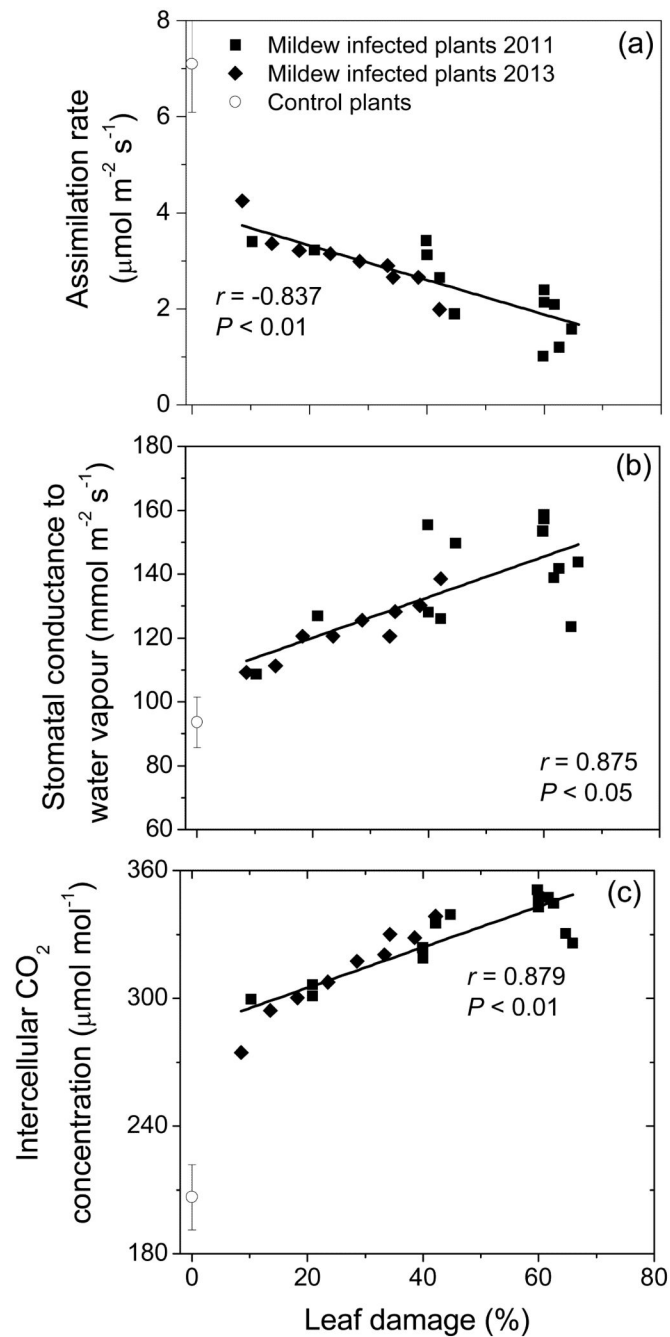 8
6
4
2
0
Assimilation rate
(μmol m⁻² s⁻¹)
Mildew infected plants 2011
Mildew infected plants 2013
Control plants
(a)
r = -0.837
P < 0.01
180
160
140
120
100
80
60
Stomatal conductance to
water vapour (mmol m⁻² s⁻¹)
(b)
r = 0.875
P < 0.05
360
300
240
180
Intercellular CO₂
concentration (μmol mol⁻¹)
(c)
r = 0.879
P < 0.01
0 20 40 60 80
Leaf damage (%)